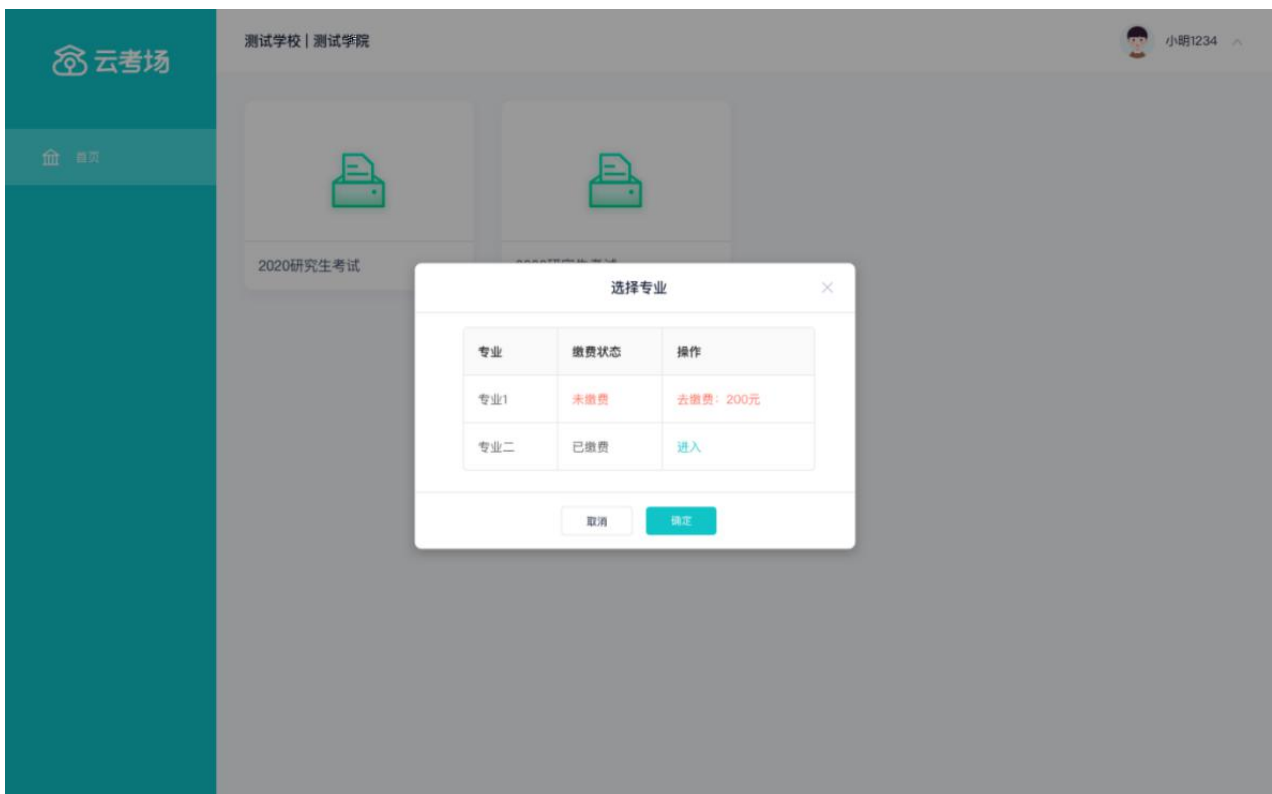 云考场
测试学校 | 测试学院
小明1234
首页
2020研究生考试
选择专业
专业 缴费状态 操作
专业1 未缴费 去缴费：200元
专业二 已缴费 进入
取消 确定